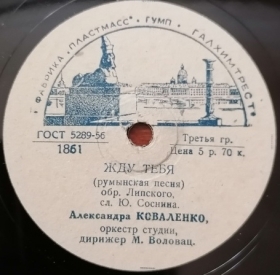 ФАБРИКА „ПЛАСТМАСС" * ГУМП * ГАЛХИМТРЕСТ
ГОСТ 5289-56
1861
Третья гр.
Цена 5 р. 70 к.
ЖДУ ТЕБЯ
(румынская песня)
обр. Липского,
сл. Ю. Соснина.
Александра КОВАЛЕНКО,
оркестр студии,
дирижер М. Воловац.